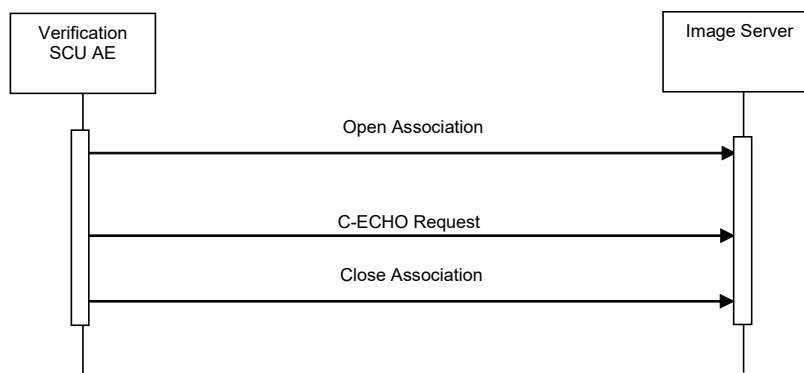 Verification
SCU AE
Image Server
Open Association
C-ECHO Request
Close Association